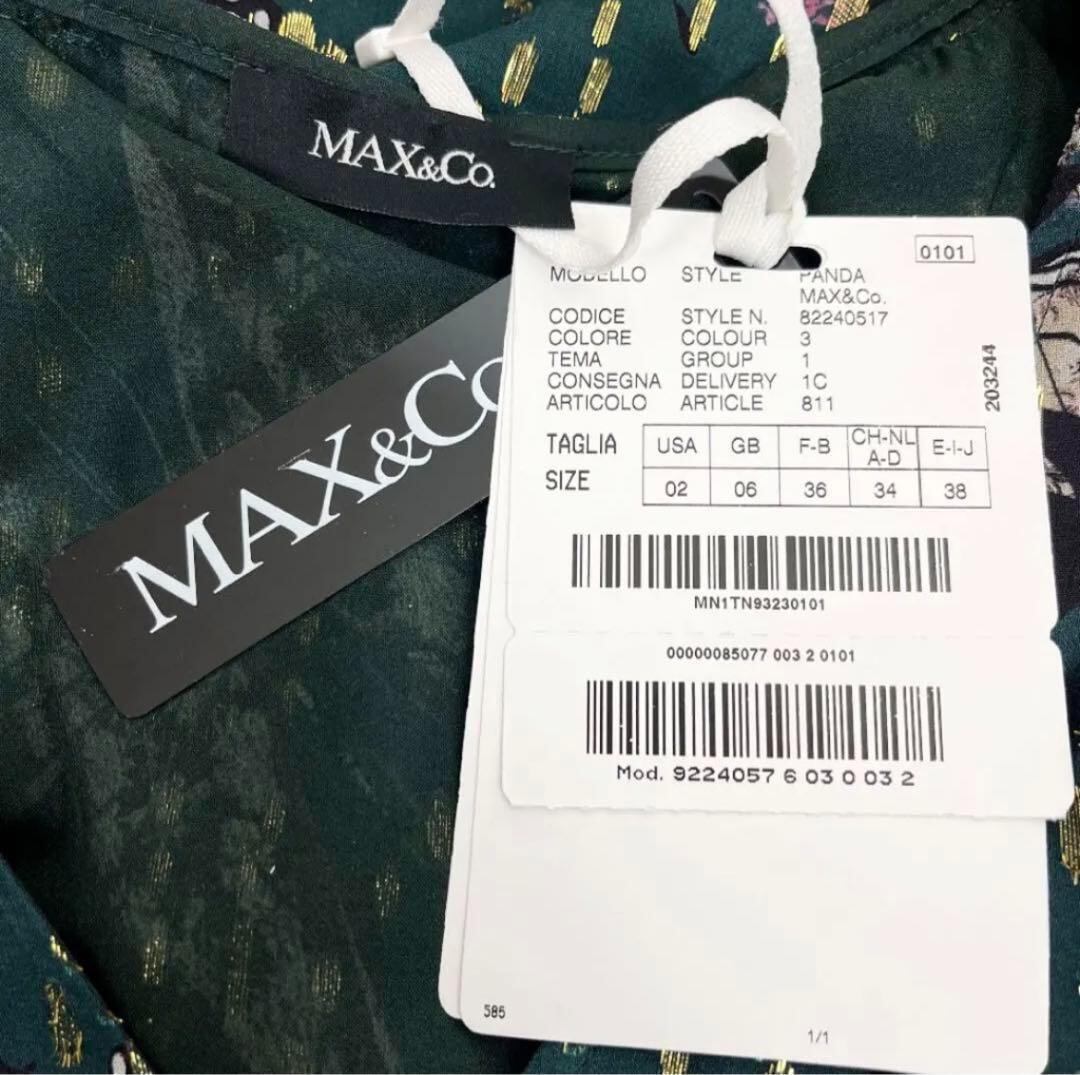 MAX&Co.
MAX&Co
0101
MODELLO STYLE PANDA
MAX&Co.
CODICE STYLE N. 82240517
COLORE COLOUR 3
TEMA GROUP 1
CONSEGNA DELIVERY 1C
ARTICOLO ARTICLE 811
203244
TAGLIA USA GB F-B CH-NL A-D E-I-J
SIZE 02 06 36 34 38
MN1TN93230101
00000085077 003 2 0101
Mod. 9224057 6 03 0 03 2
585
1/1